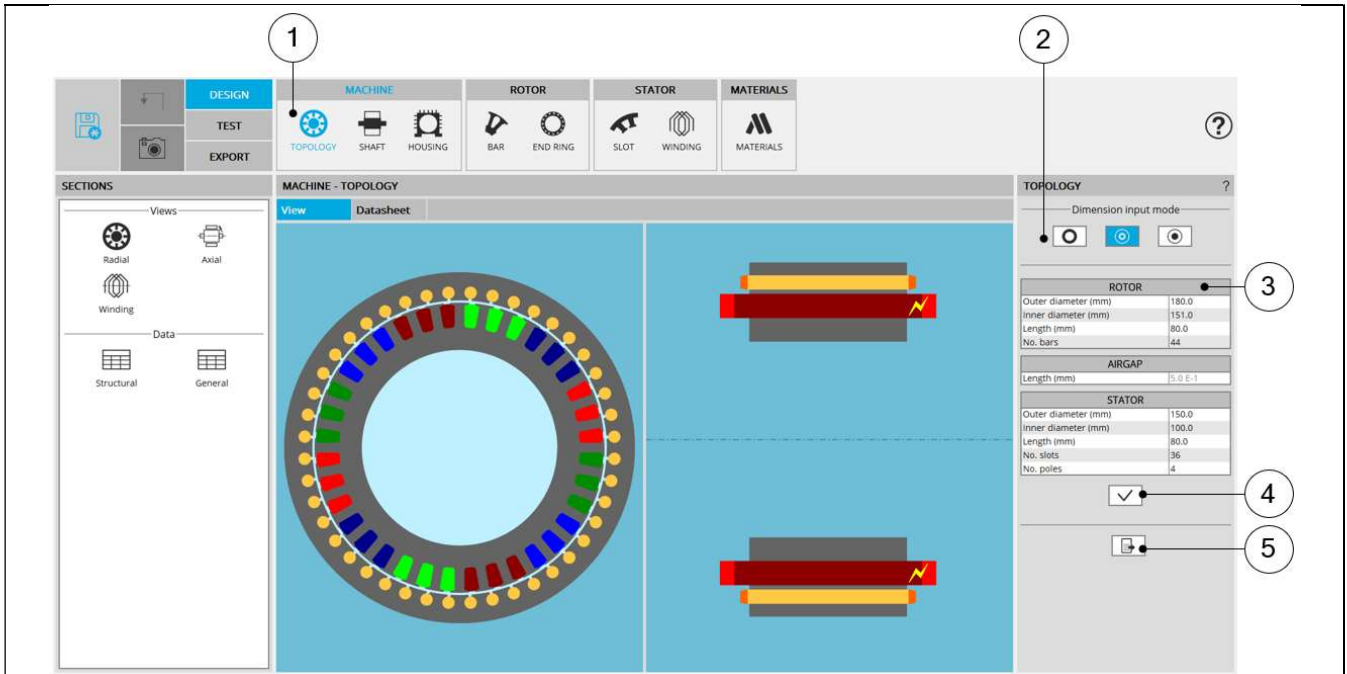 1
2
DESIGN
MACHINE
ROTOR
STATOR
MATERIALS
TEST
EXPORT
TOPOLOGY
SHAFT
HOUSING
BAR
END RING
SLOT
WINDING
MATERIALS
?
SECTIONS
MACHINE - TOPOLOGY
TOPOLOGY ?
Views
View Datasheet
Dimension input mode
Radial
Axial
Winding
Data
Structural
General
3
ROTOR
Outer diameter (mm) 180.0
Inner diameter (mm) 151.0
Length (mm) 80.0
No. bars 44
AIRGAP
Length (mm) 5.0 E-1
STATOR
Outer diameter (mm) 150.0
Inner diameter (mm) 100.0
Length (mm) 80.0
No. slots 36
No. poles 4
4
5